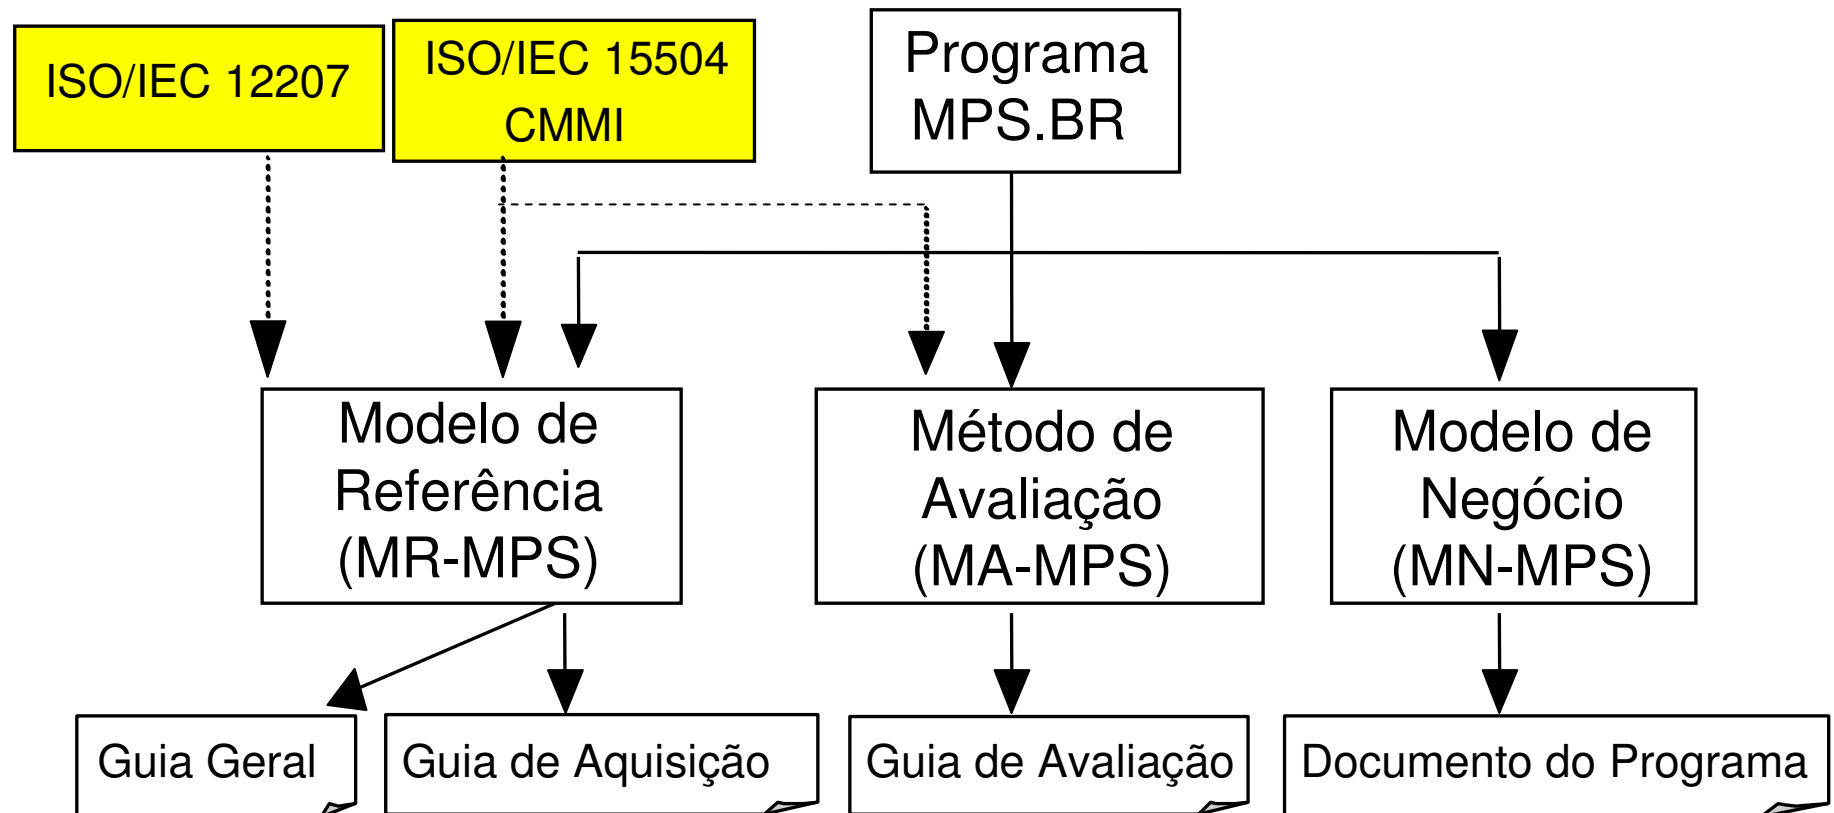 ISO/IEC 12207
ISO/IEC 15504
CMMI
Programa
MPS.BR
Modelo de
Referência
(MR-MPS)
Método de
Avaliação
(MA-MPS)
Modelo de
Negócio
(MN-MPS)
Guia Geral
Guia de Aquisição
Guia de Avaliação
Documento do Programa